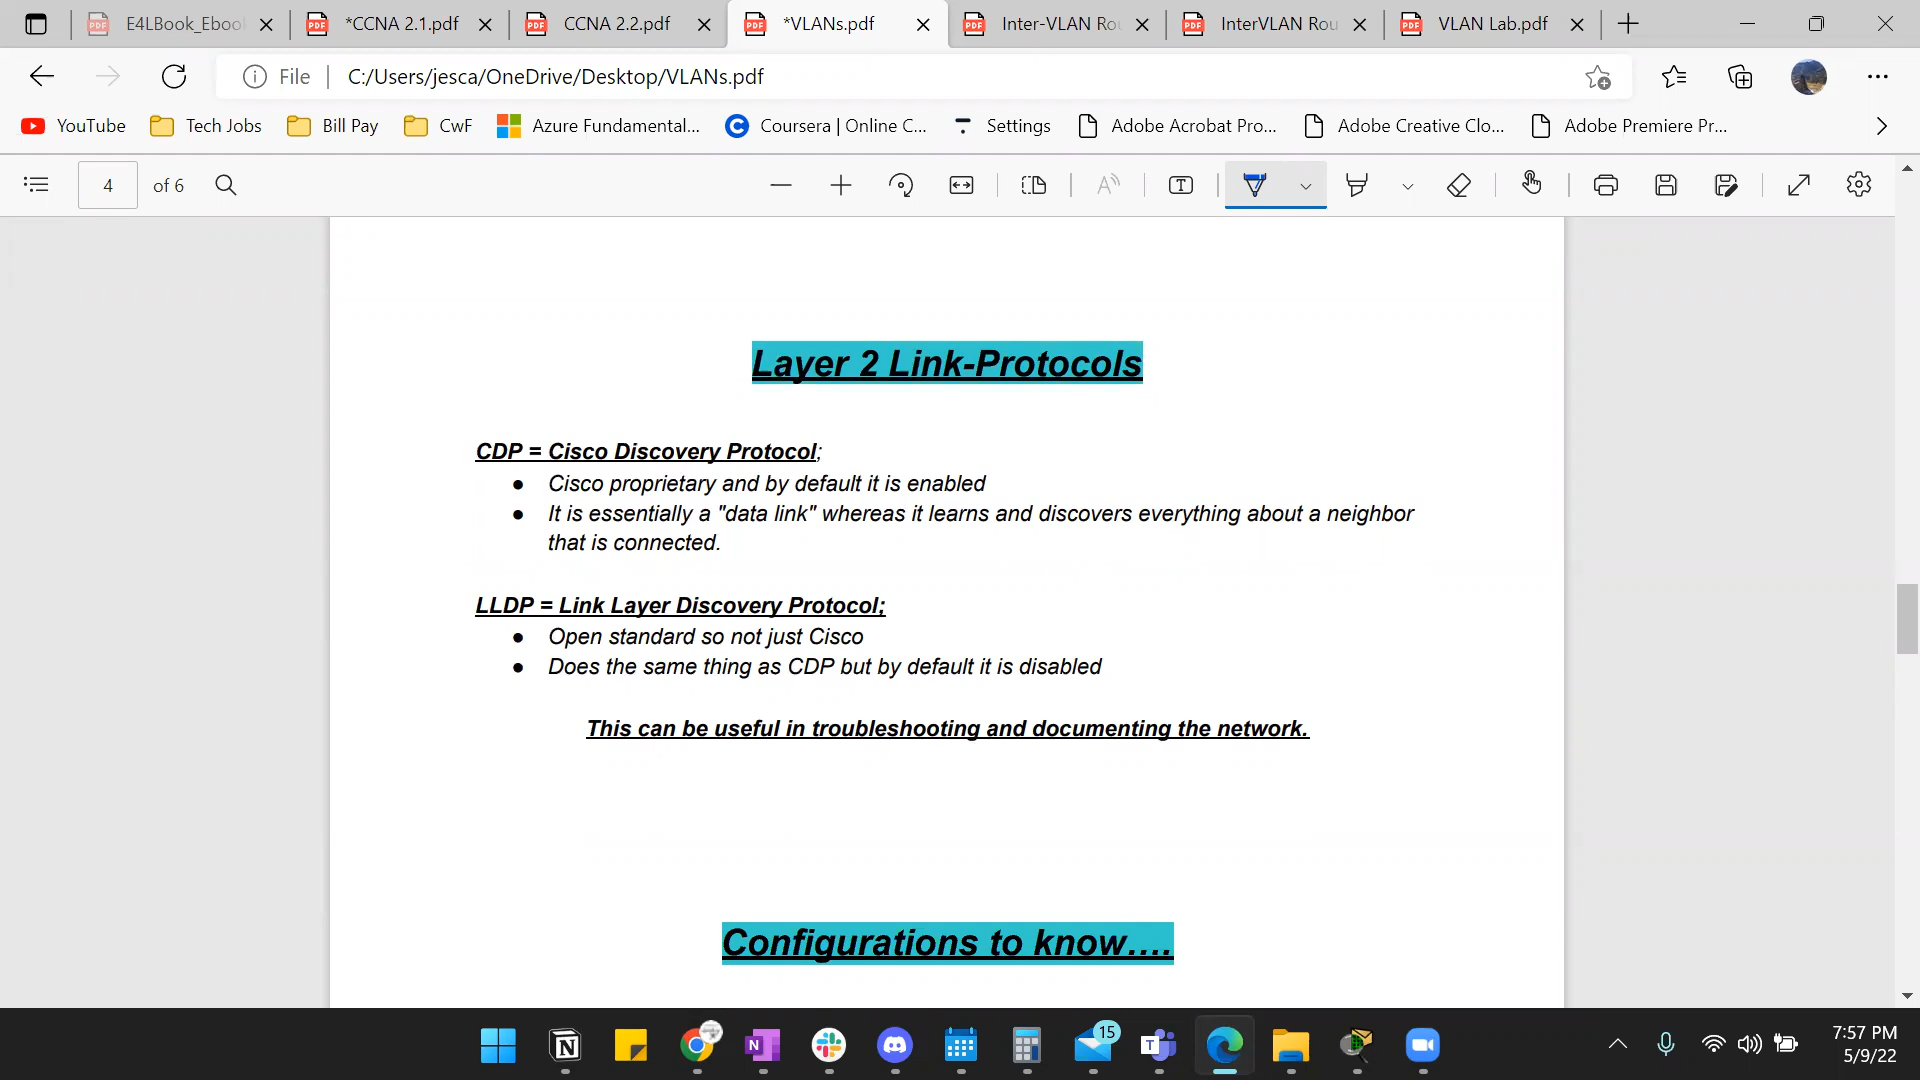 E4LBook_Eboo
*CCNA 2.1.pdf
CCNA 2.2.pdf
*VLANs.pdf
Inter-VLAN Ro
InterVLAN Rou
VLAN Lab.pdf
File
C:/Users/jesca/OneDrive/Desktop/VLANs.pdf
YouTube
Tech Jobs
Bill Pay
CwF
Azure Fundamental...
Coursera | Online C...
Settings
Adobe Acrobat Pro...
Adobe Creative Clo...
Adobe Premiere Pr...
4 of 6
Layer 2 Link-Protocols
CDP = Cisco Discovery Protocol;
● Cisco proprietary and by default it is enabled
● It is essentially a "data link" whereas it learns and discovers everything about a neighbor
that is connected.
LLDP = Link Layer Discovery Protocol;
● Open standard so not just Cisco
● Does the same thing as CDP but by default it is disabled
This can be useful in troubleshooting and documenting the network.
Configurations to know....
15
7:57 PM
5/9/22